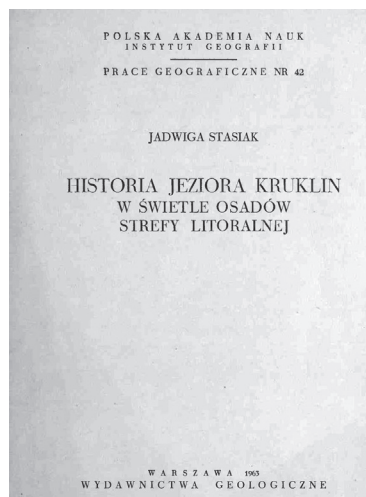 POLSKA AKADEMIA NAUK
INSTYTUT GEOGRAFII
PRACE GEOGRAFICZNE NR 42
JADWIGA STASIAK
HISTORIA JEZIORA KRUKLIN
W ŚWIETLE OSADÓW
STREFY LITORALNEJ
WARSZAWA 1963
WYDAWNICTWA GEOLOGICZNE